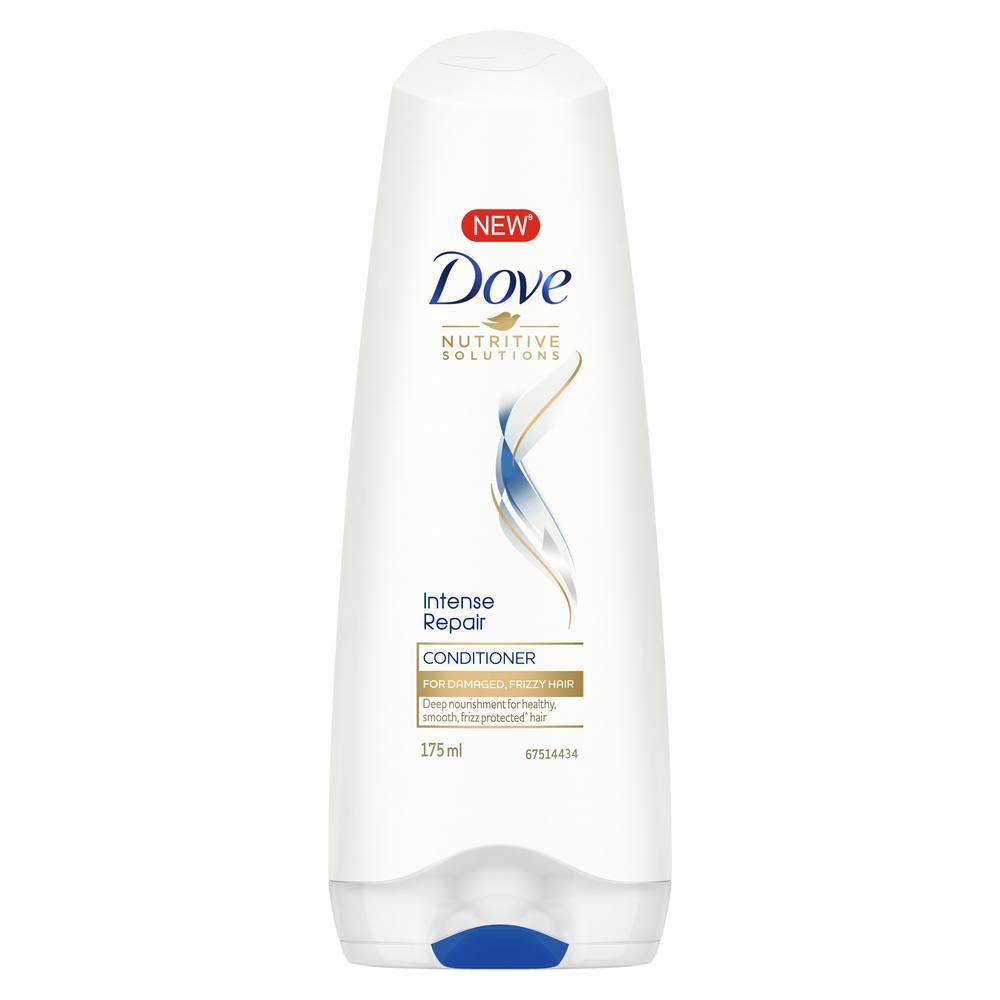 NEW®
Dove
NUTRITIVE
SOLUTIONS
Intense
Repair
CONDITIONER
FOR DAMAGED, FRIZZY HAIR
Deep nourishment for healthy,
smooth, frizz protected^ hair
175 ml
67514434